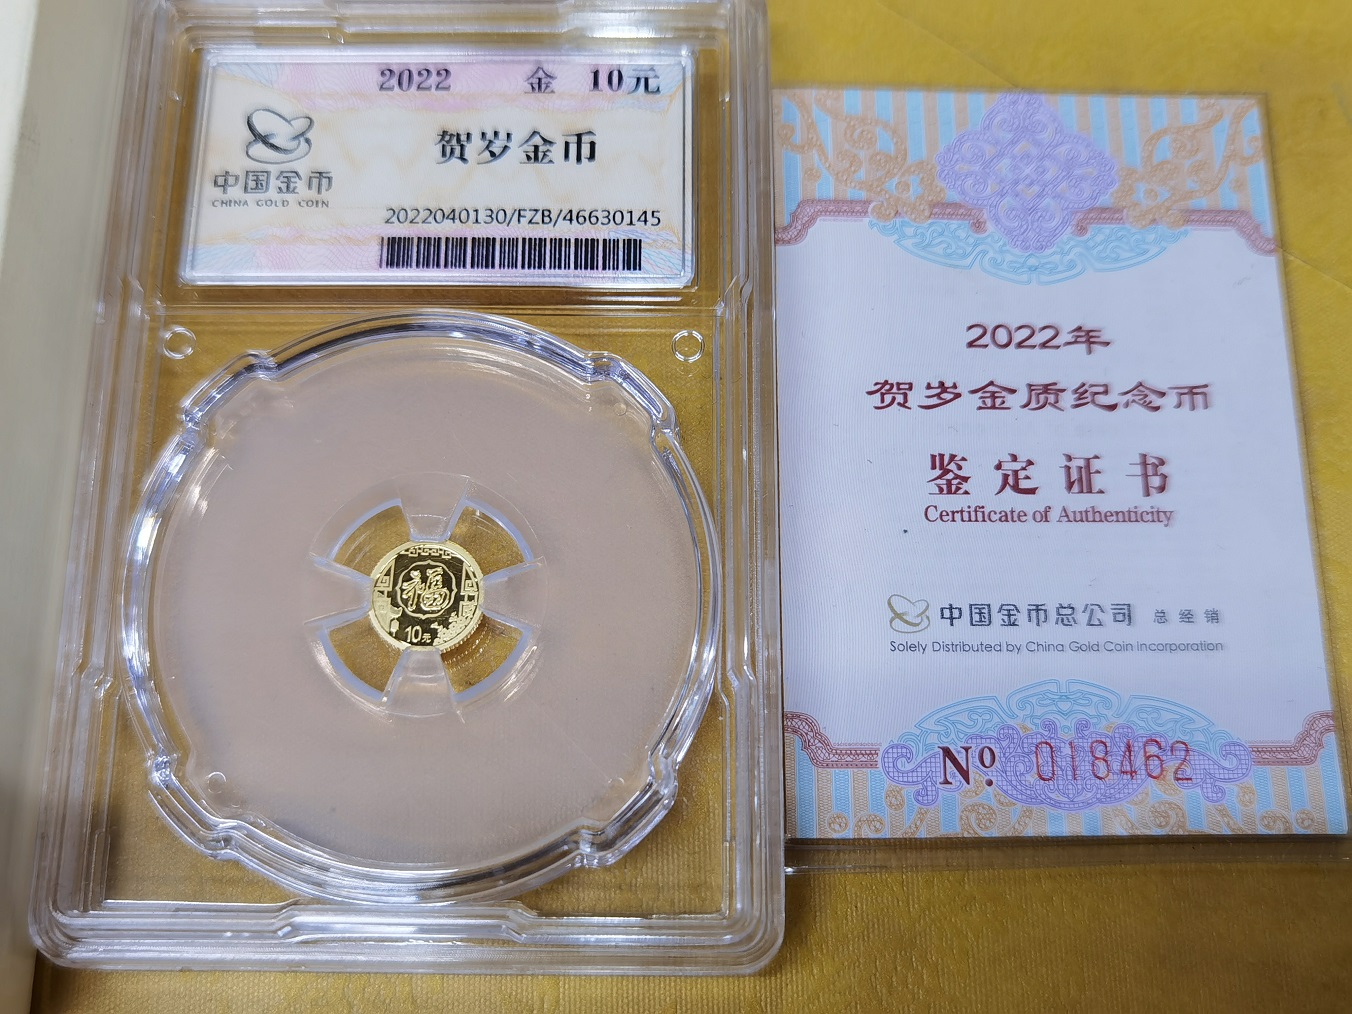 2022 金 10元
贺岁金币
中国金币
CHINA GOLD COIN
2022040130/FZB/46630145
福
10元
2022年
贺岁金质纪念币
鉴定证书
Certificate of Authenticity
中国金币总公司 总经销
Solely Distributed by China Gold Coin Incorporation
Nº 018462